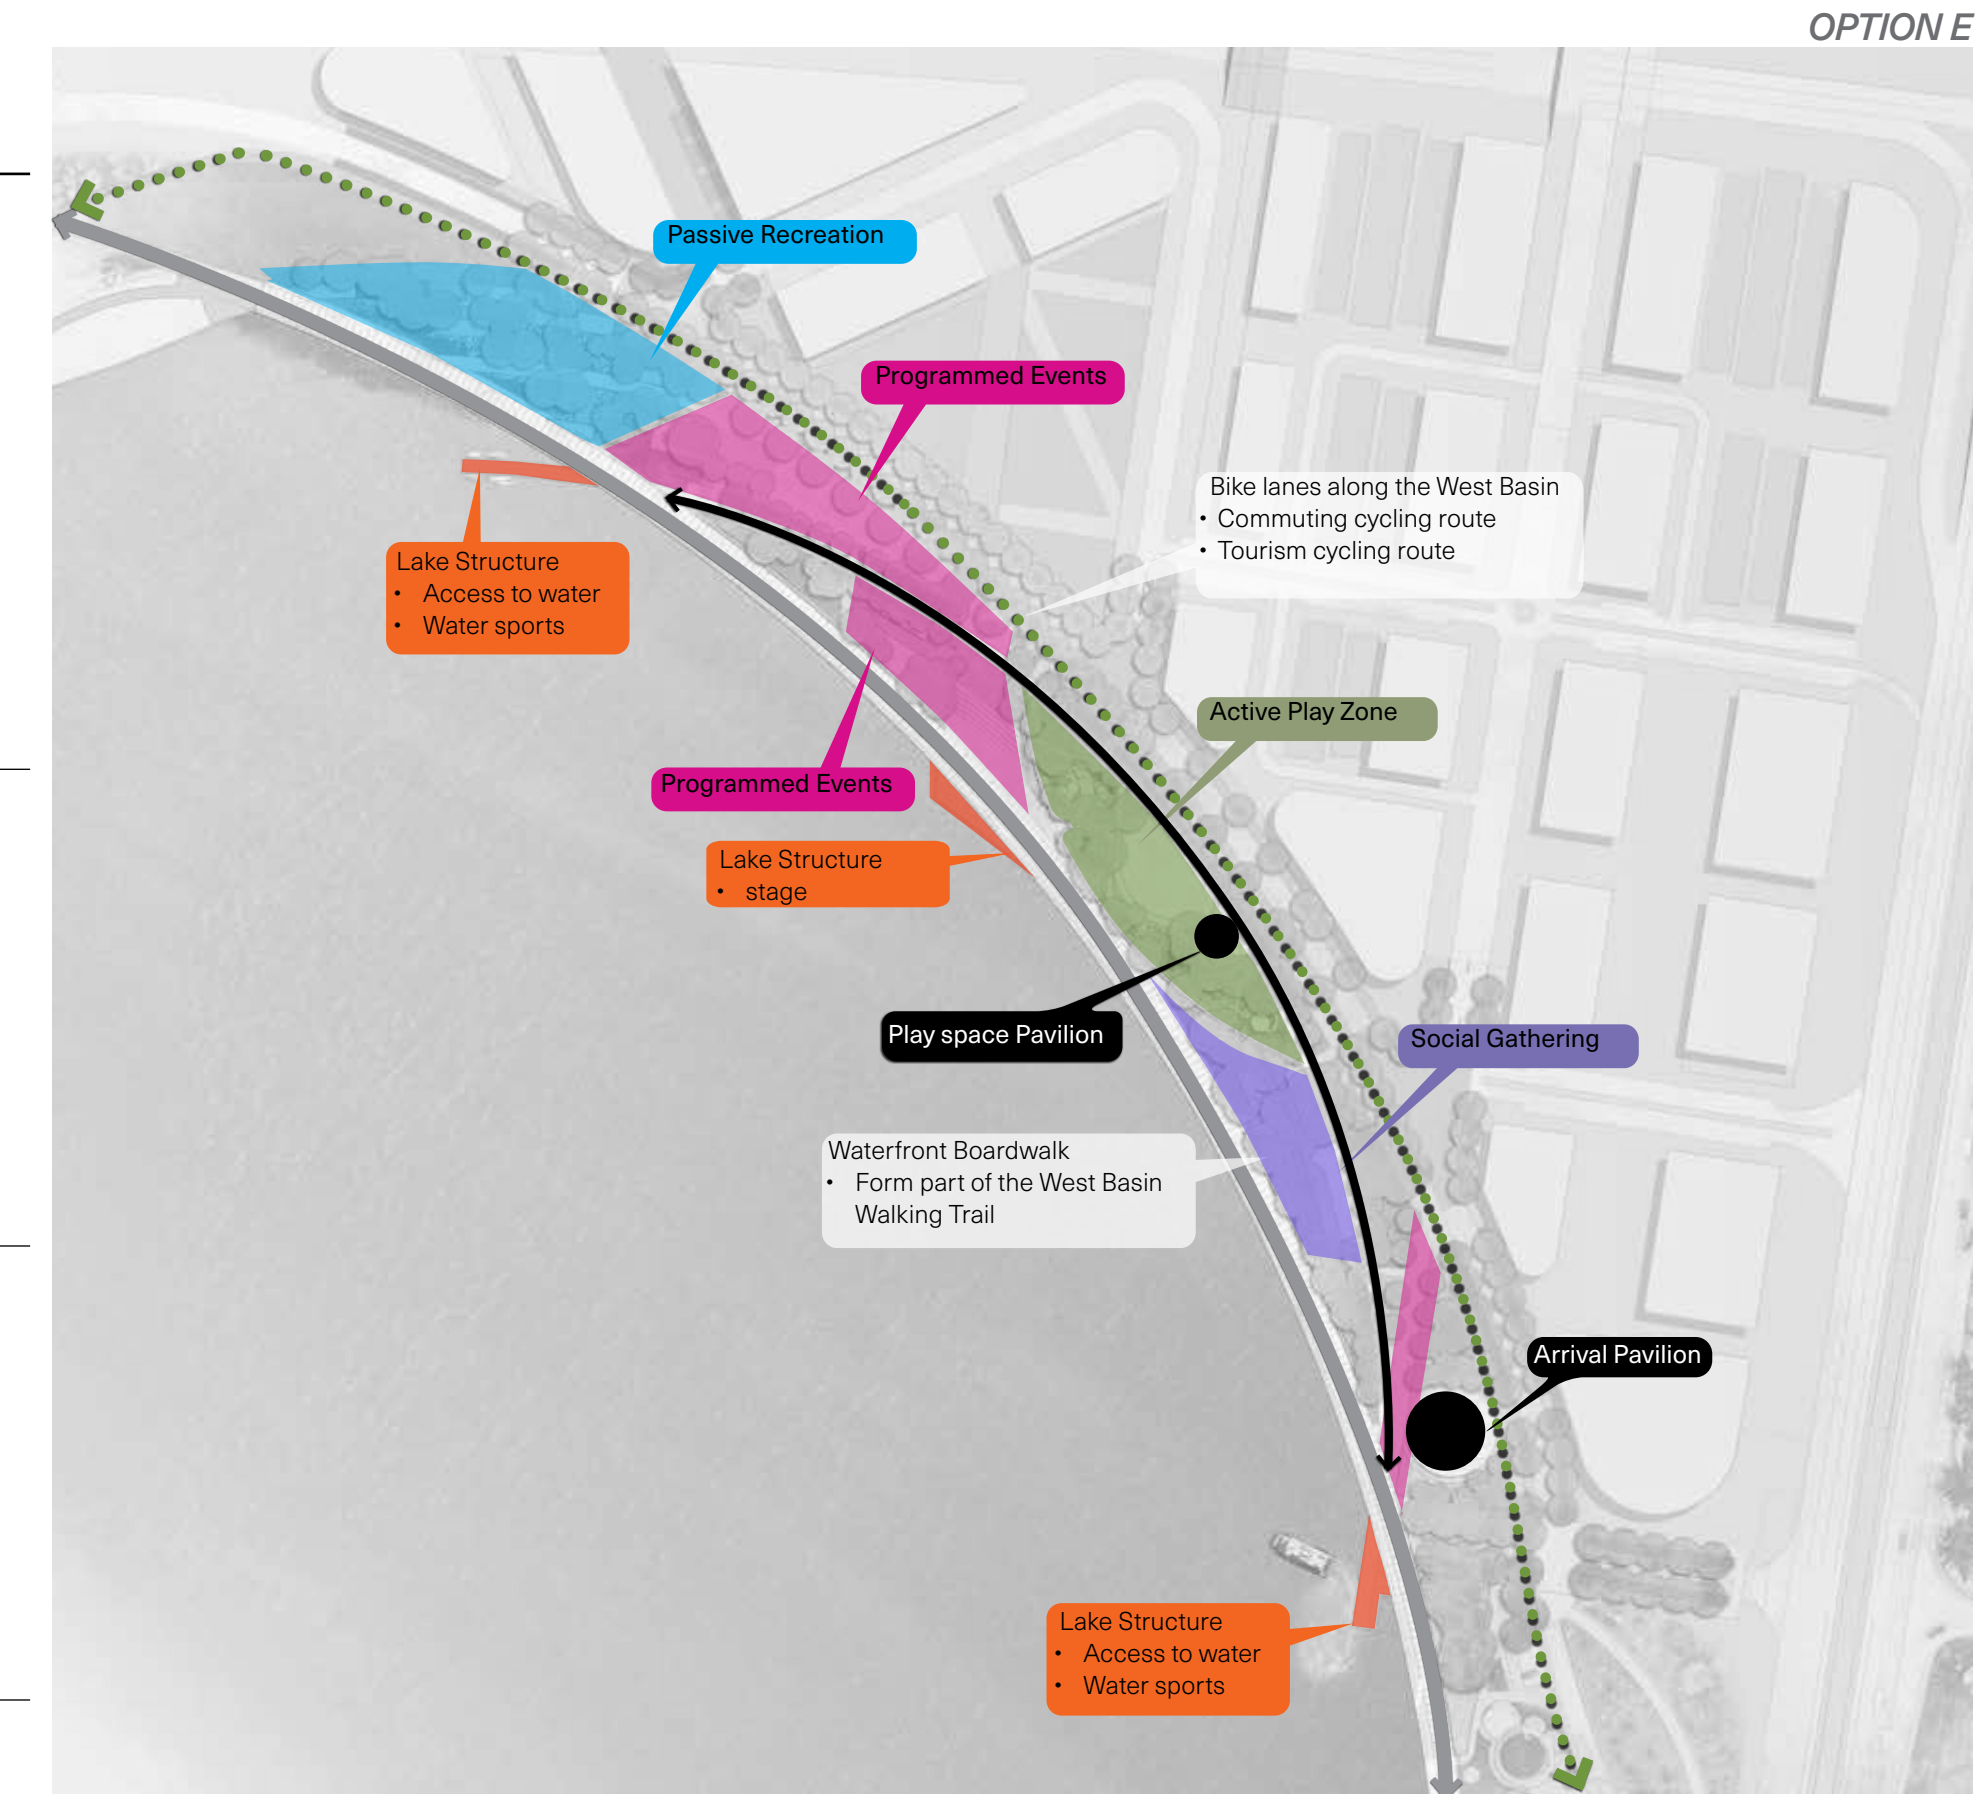 OPTION E
Passive Recreation
Programmed Events
Bike lanes along the West Basin
• Commuting cycling route
• Tourism cycling route
Lake Structure
• Access to water
• Water sports
Active Play Zone
Programmed Events
Lake Structure
• stage
Play space Pavilion
Social Gathering
Waterfront Boardwalk
• Form part of the West Basin
Walking Trail
Arrival Pavilion
Lake Structure
• Access to water
• Water sports